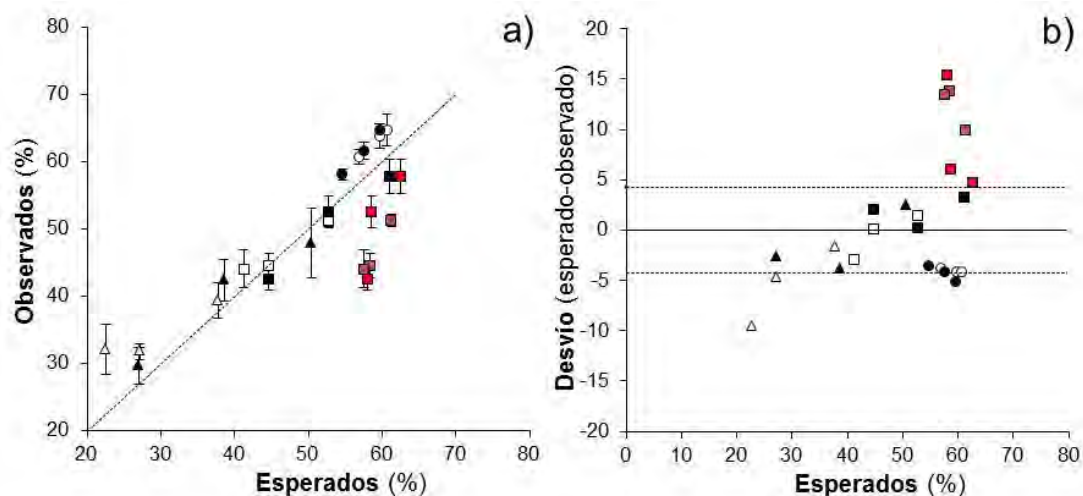 a)
80
70
60
50
40
30
20
20 30 40 50 60 70 80
Observados (%)
Esperados (%)
b)
20
15
10
5
0
-5
-10
-15
-20
0 10 20 30 40 50 60 70 80
Desvío (esperado-observado)
Esperados (%)